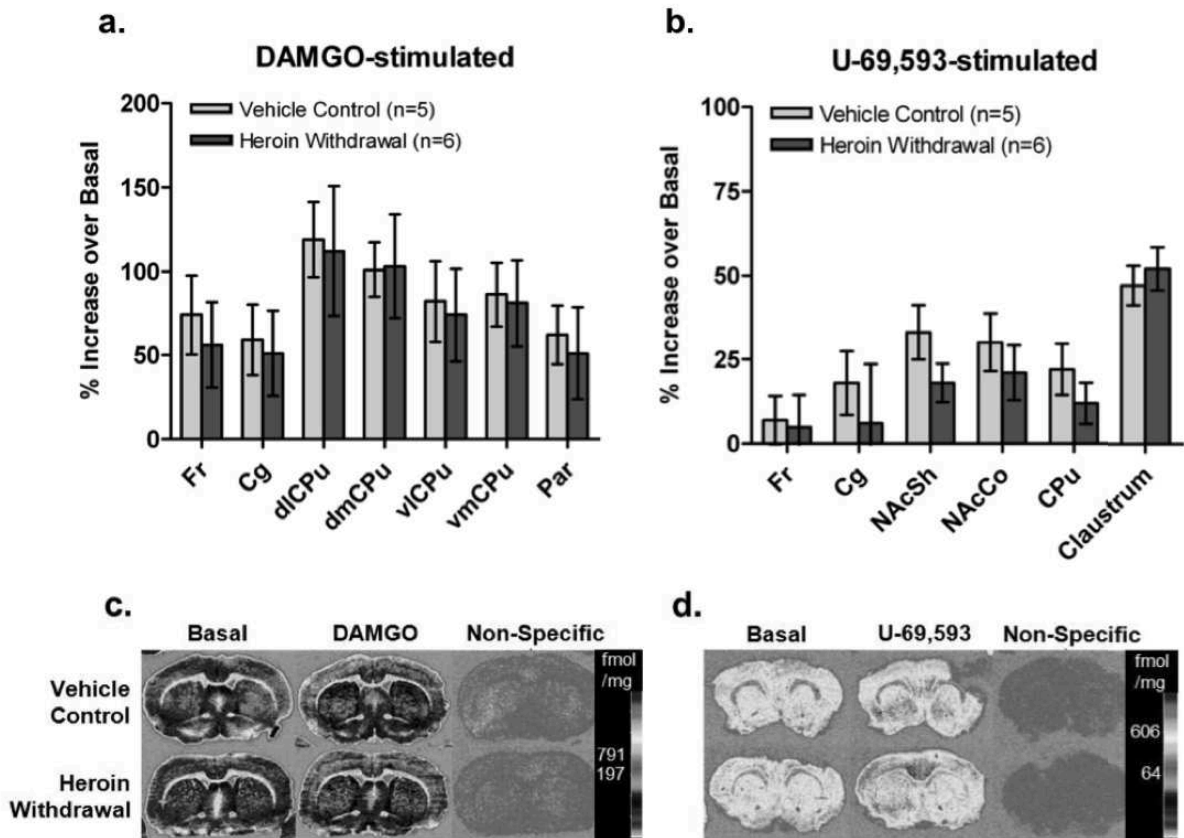 a.
DAMGO-stimulated
% Increase over Basal
200
150
100
50
0
Vehicle Control (n=5)
Heroin Withdrawal (n=6)
Fr
Cg
dlCPu
dmCPu
vlCPu
vmCPu
Par
b.
U-69,593-stimulated
% Increase over Basal
100
75
50
25
0
Vehicle Control (n=5)
Heroin Withdrawal (n=6)
Fr
Cg
NAcSh
NAcCo
CPu
Claustrum
c.
Basal
DAMGO
Non-Specific
Vehicle
Control
Heroin
Withdrawal
fmol
/mg
791
197
d.
Basal
U-69,593
Non-Specific
fmol
/mg
606
64